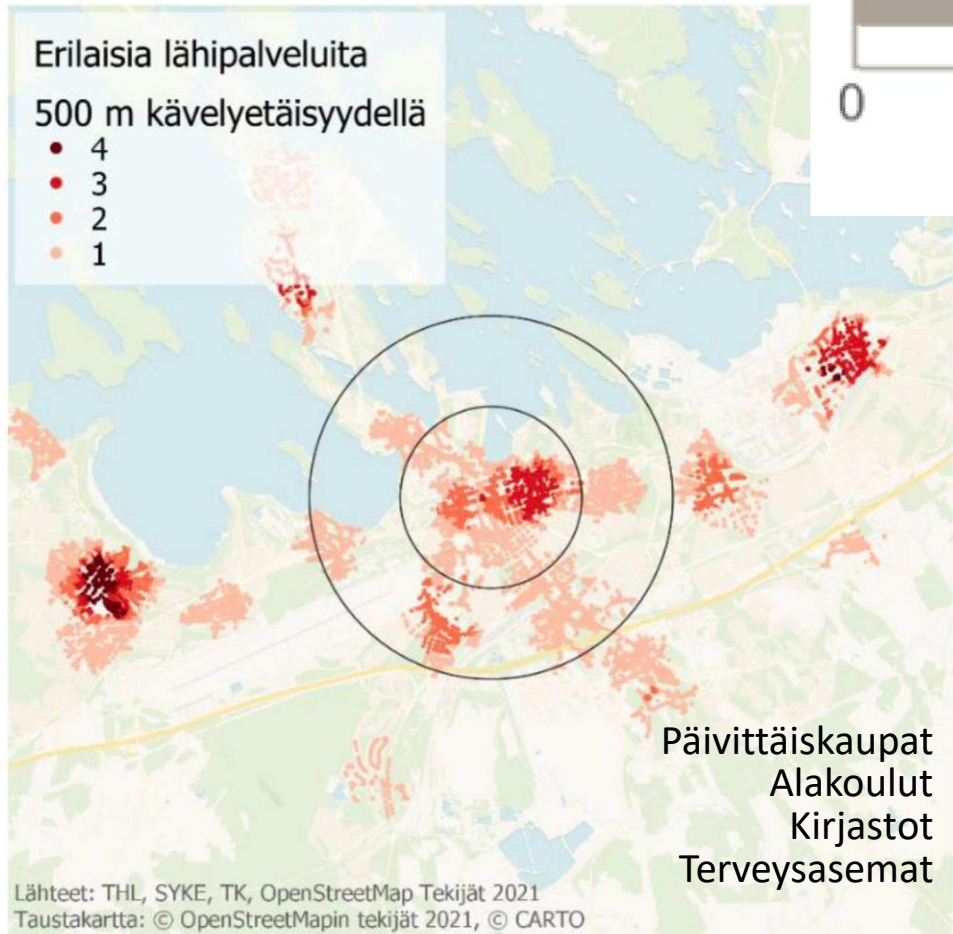 Erilaisia lähipalveluita
500 m kävelyetäisyydellä
4
3
2
1
0
Päivittäiskaupat
Alakoulut
Kirjastot
Terveysasemat
Lähteet: THL, SYKE, TK, OpenStreetMap Tekijät 2021
Taustakartta: © OpenStreetMapin tekijät 2021, © CARTO